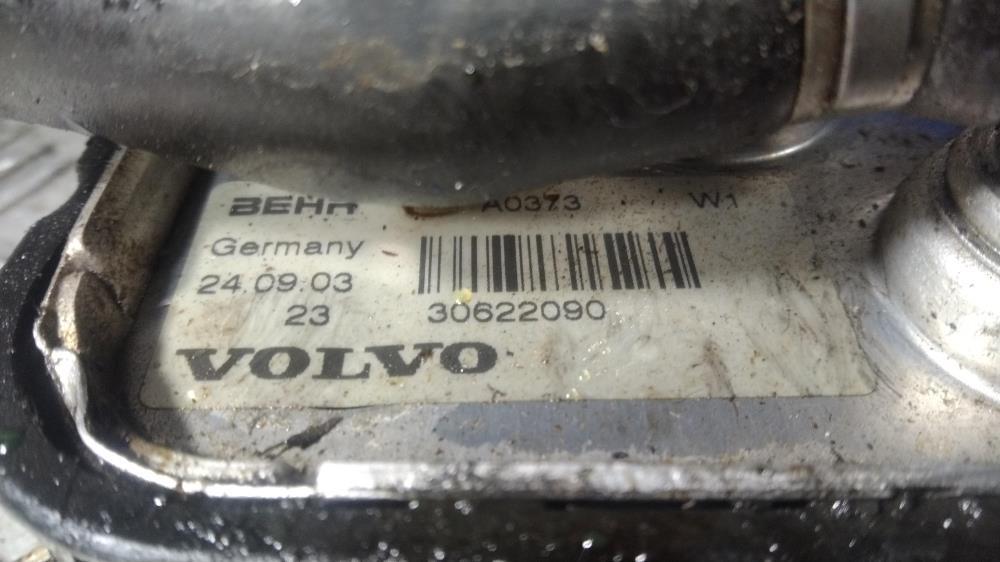 BEHR A0373 W1
Germany
24.09.03
23 30622090
VOLVO